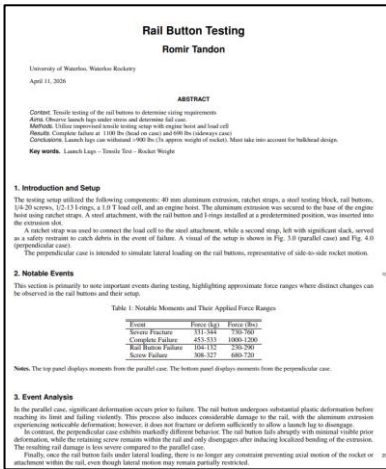 Rail Button Testing
Romir Tandon
University of Waterloo, Waterloo Rocketry
April 11, 2026
ABSTRACT
Context. Tensile testing of the rail buttons to determine sizing requirements
Aims. Observe launch lugs under stress and determine fail case.
Methods. Utilize improvised tensile testing setup with engine hoist and load cell
Results. Complete failure at 1100 lbs (head on case) and 690 lbs (sideways case)
Conclusions. Launch lugs can withstand >900 lbs (3x approx weight of rocket). Must take into account for bulkhead design.
Key words. Launch Lugs – Tensile Test – Rocket Weight
1. Introduction and Setup
The testing setup utilized the following components: 40 mm aluminum extrusion, ratchet straps, a steel testing block, rail buttons,
1/4-20 screws, 1/2-13 I-rings, a 1.0 T load cell, and an engine hoist. The aluminum extrusion was secured to the base of the engine
hoist using ratchet straps. A steel attachment, with the rail button and I-rings installed at a predetermined position, was inserted into
the extrusion slot.
A ratchet strap was used to connect the load cell to the steel attachment, while a second strap, left with significant slack, served
as a safety restraint to catch debris in the event of failure. A visual of the setup is shown in Fig. 3.0 (parallel case) and Fig. 4.0
(perpendicular case).
The perpendicular case is intended to simulate lateral loading on the rail buttons, representative of side-to-side rocket motion.
2. Notable Events
This section is primarily to note important events during testing, highlighting approximate force ranges where distinct changes can
be observed in the rail buttons and their setup.
Table 1: Notable Moments and Their Applied Force Ranges
Event Force (kg) Force (lbs)
Severe Fracture 331-344 730-760
Complete Failure 453-533 1000-1200
Rail Button Failure 104-132 230-290
Screw Failure 308-327 680-720
Notes. The top panel displays moments from the parallel case. The bottom panel displays moments from the perpendicular case.
3. Event Analysis
In the parallel case, significant deformation occurs prior to failure. The rail button undergoes substantial plastic deformation before
reaching its limit and failing violently. This process also induces considerable damage to the rail, with the aluminum extrusion
experiencing noticeable deformation; however, it does not fracture or deform sufficiently to allow a launch lug to disengage.
In contrast, the perpendicular case exhibits markedly different behavior. The rail button fails abruptly with minimal visible prior
deformation, while the retaining screw remains within the rail and only disengages after inducing localized bending of the extrusion.
The resulting rail damage is less severe compared to the parallel case.
Finally, once the rail button fails under lateral loading, there is no longer any constraint preventing axial motion of the rocket or
attachment within the rail, even though lateral motion may remain partially restricted.